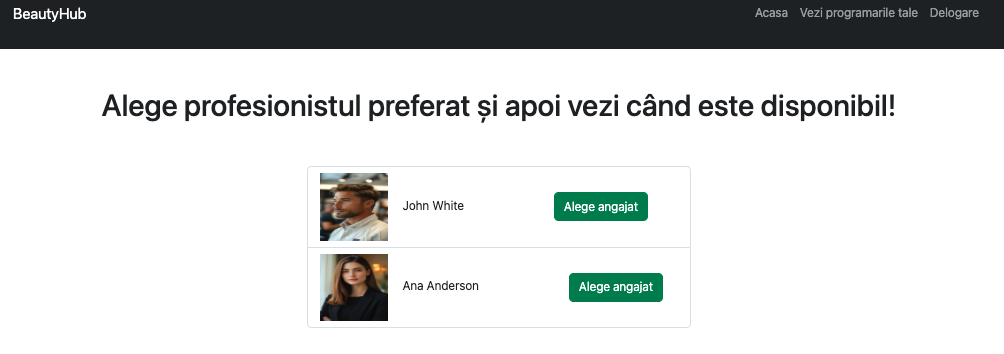 BeautyHub
Acasa Vezi programarile tale Delogare
Alege profesionistul preferat și apoi vezi când este disponibil!
John White Alege angajat
Ana Anderson Alege angajat